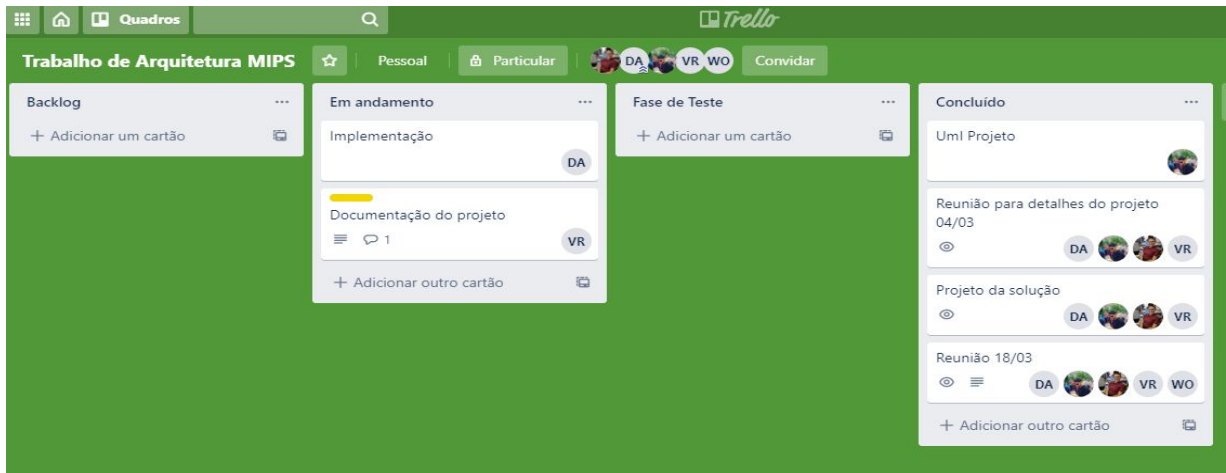 Quadros
Trello
Trabalho de Arquitetura MIPS
Pessoal
Particular
DA
VR
WO
Convidar
Backlog
+ Adicionar um cartão
Em andamento
Implementação
DA
Documentação do projeto
1
VR
+ Adicionar outro cartão
Fase de Teste
+ Adicionar um cartão
Concluído
Uml Projeto
Reunião para detalhes do projeto
04/03
DA VR
Projeto da solução
DA VR
Reunião 18/03
DA VR WO
+ Adicionar outro cartão